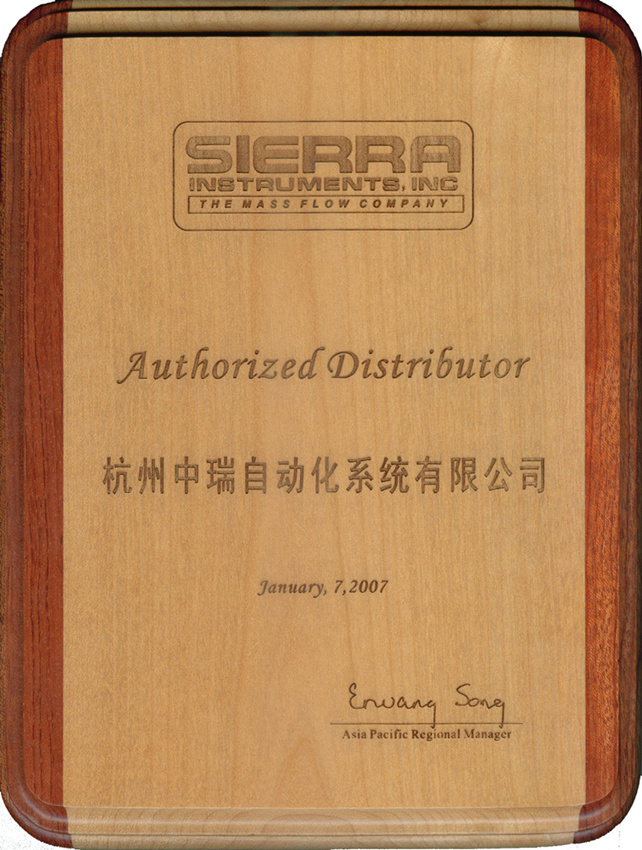 SIERRA
INSTRUMENTS, INC
THE MASS FLOW COMPANY
Authorized Distributor
杭州中瑞自动化系统有限公司
January, 7,2007
Erwang Song
Asia Pacific Regional Manager